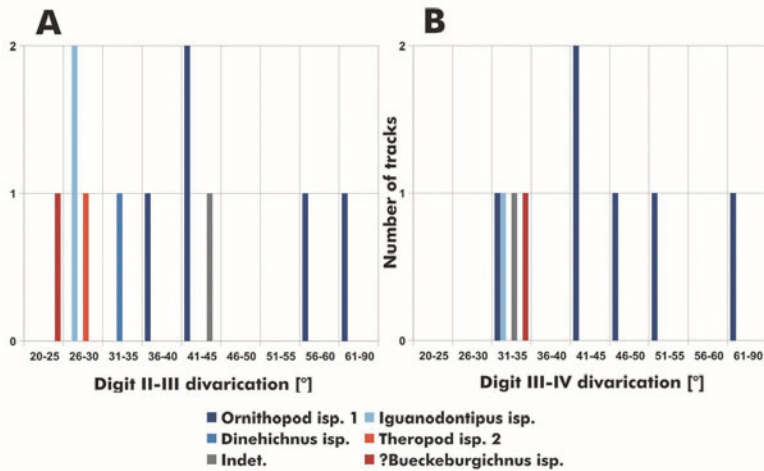 A
2
1
0
20-25 26-30 31-35 36-40 41-45 46-50 51-55 56-60 61-90
Digit II-III divarication [°]
B
Number of tracks
2
1
0
20-25 26-30 31-35 36-40 41-45 46-50 51-55 56-60 61-90
Digit III-IV divarication [°]
Ornithopod isp. 1 Iguanodontipus isp.
Dinehichnus isp. Theropod isp. 2
Indet. ?Bueckeburgichnus isp.